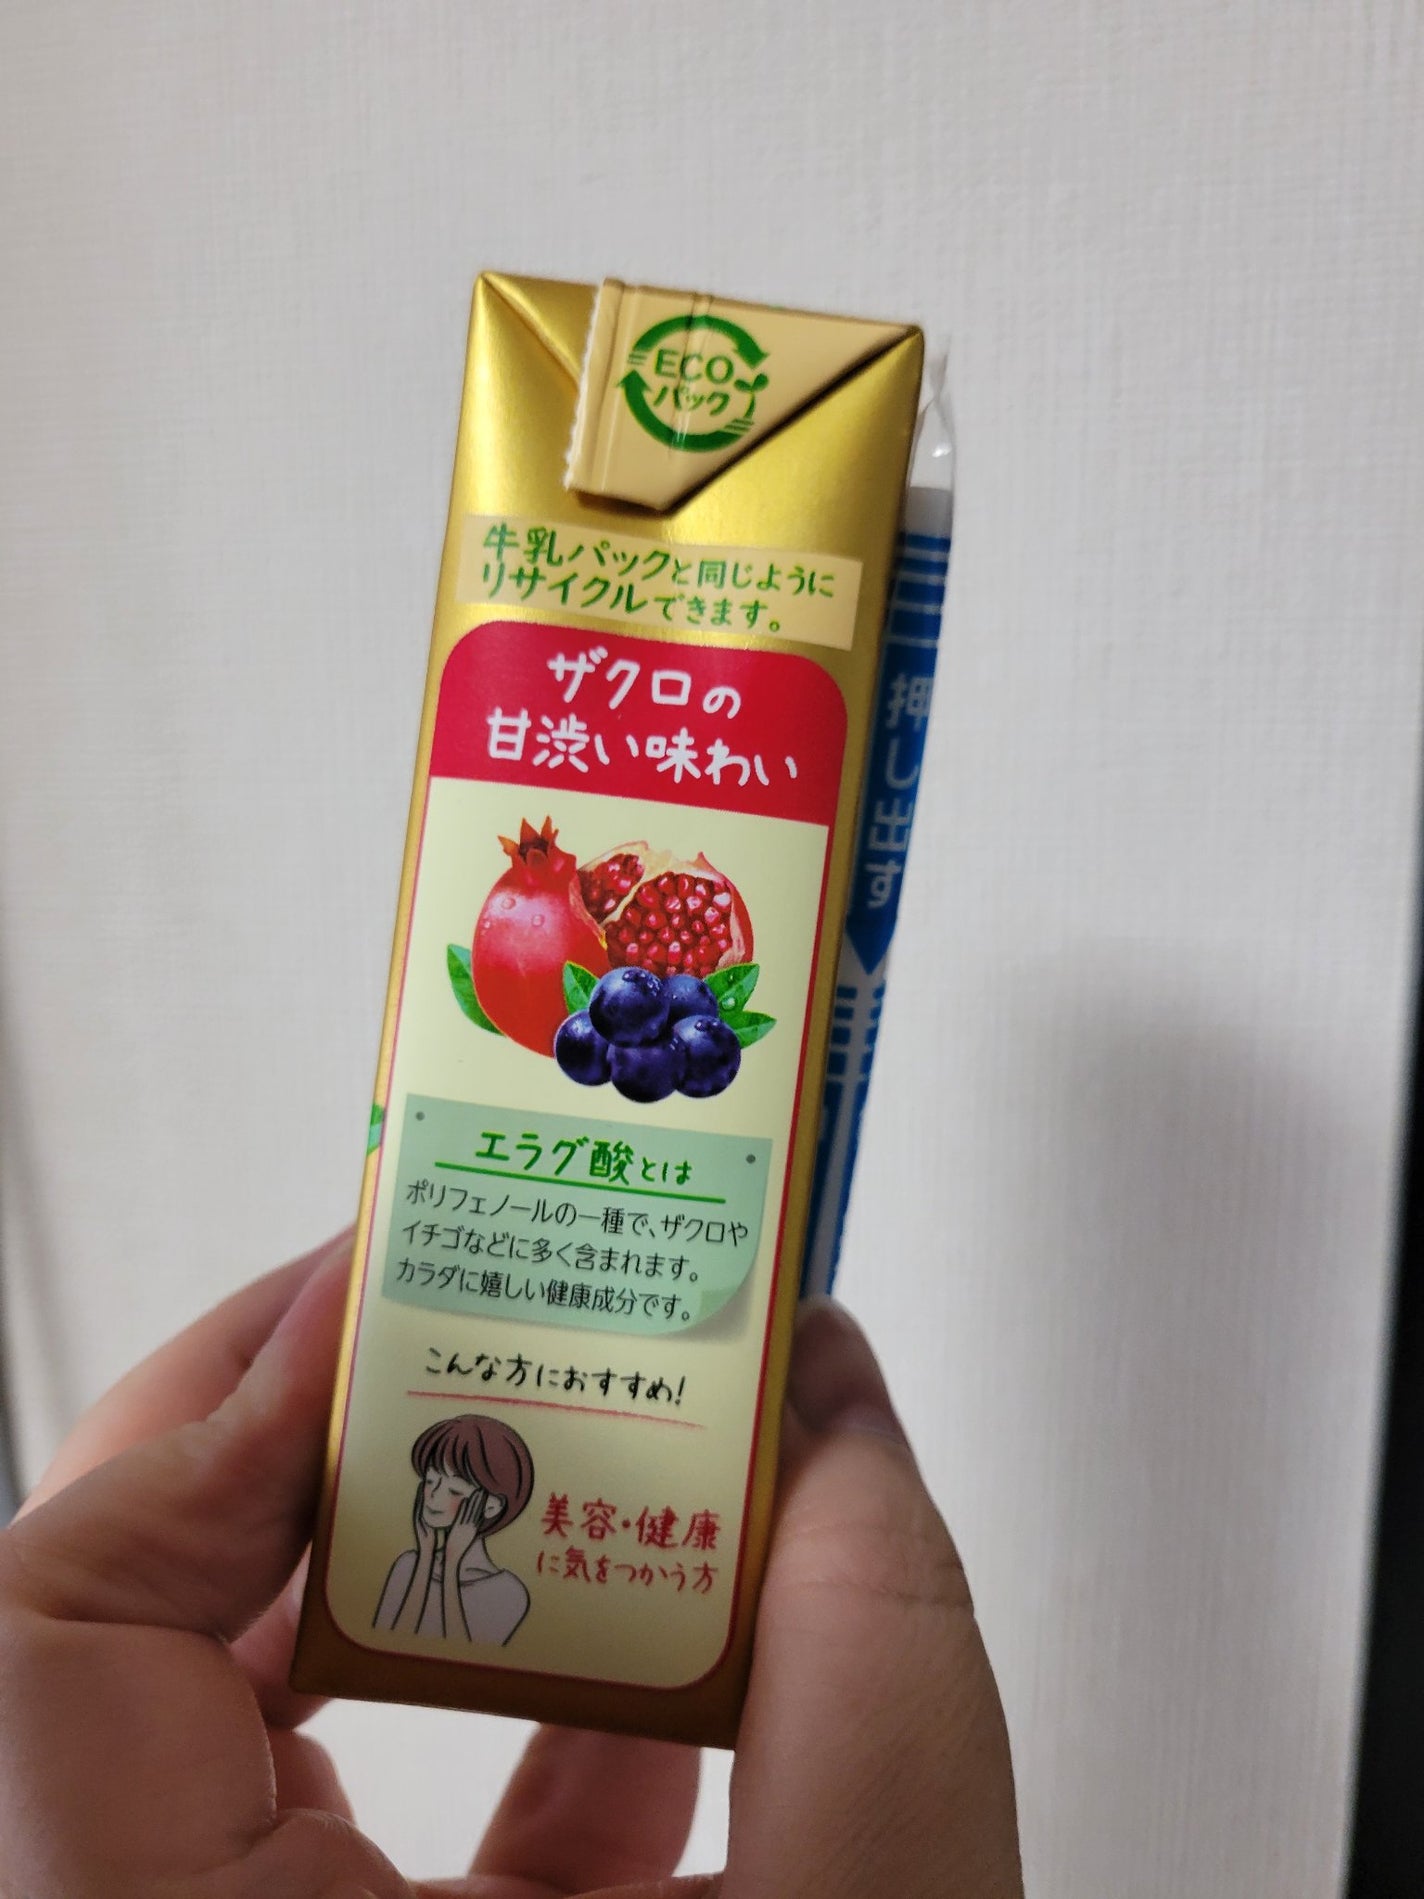 ECO
パック
牛乳パックと同じように
リサイクルできます。
ザクロの
甘渋い味わい
エラグ酸とは
ポリフェノールの一種で、ザクロや
イチゴなどに多く含まれます。
カラダに嬉しい健康成分です。
こんな方におすすめ!
美容・健康
に気をつかう方
押し出す